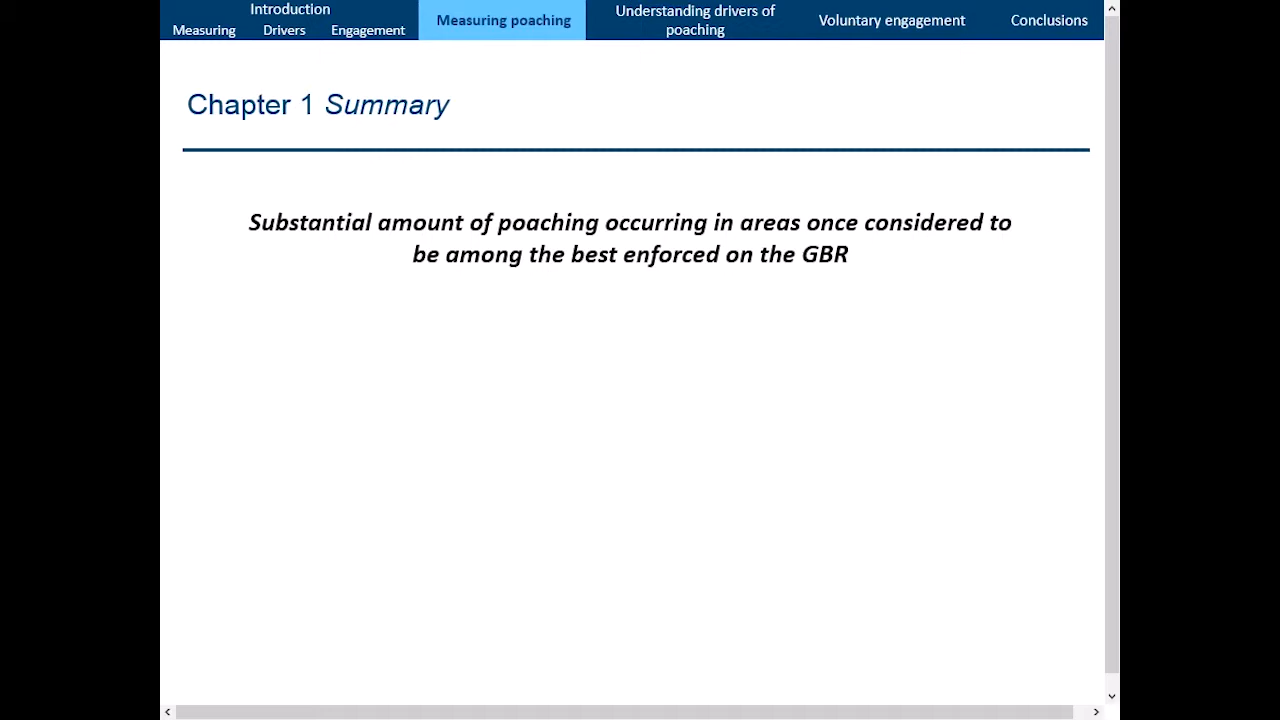 Introduction
Measuring Drivers Engagement
Measuring poaching
Understanding drivers of
poaching
Voluntary engagement
Conclusions
Chapter 1 Summary
Substantial amount of poaching occurring in areas once considered to
be among the best enforced on the GBR